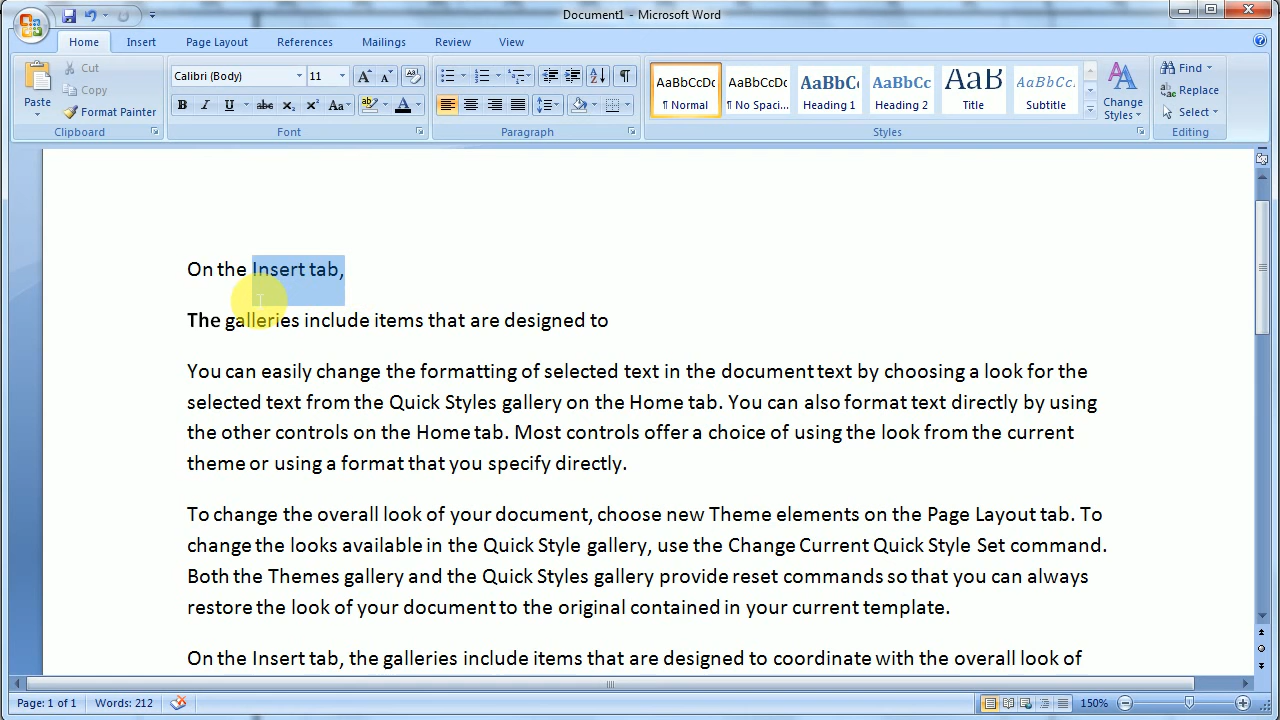 Document1 - Microsoft Word
Home Insert Page Layout References Mailings Review View
Paste Cut Copy Format Painter
Clipboard
Calibri (Body) 11
B I U abc X₂ X² Aa ab A
Font
Paragraph
AaBbCcDc AaBbCcDc AaBbC AaBbCc AaB AaBbCc.
¶ Normal ¶ No Spaci... Heading 1 Heading 2 Title Subtitle
Change Styles
Styles
Find
Replace
Select
Editing
On the Insert tab,
The galleries include items that are designed to
You can easily change the formatting of selected text in the document text by choosing a look for the
selected text from the Quick Styles gallery on the Home tab. You can also format text directly by using
the other controls on the Home tab. Most controls offer a choice of using the look from the current
theme or using a format that you specify directly.
To change the overall look of your document, choose new Theme elements on the Page Layout tab. To
change the looks available in the Quick Style gallery, use the Change Current Quick Style Set command.
Both the Themes gallery and the Quick Styles gallery provide reset commands so that you can always
restore the look of your document to the original contained in your current template.
On the Insert tab, the galleries include items that are designed to coordinate with the overall look of
Page: 1 of 1 Words: 212 150%